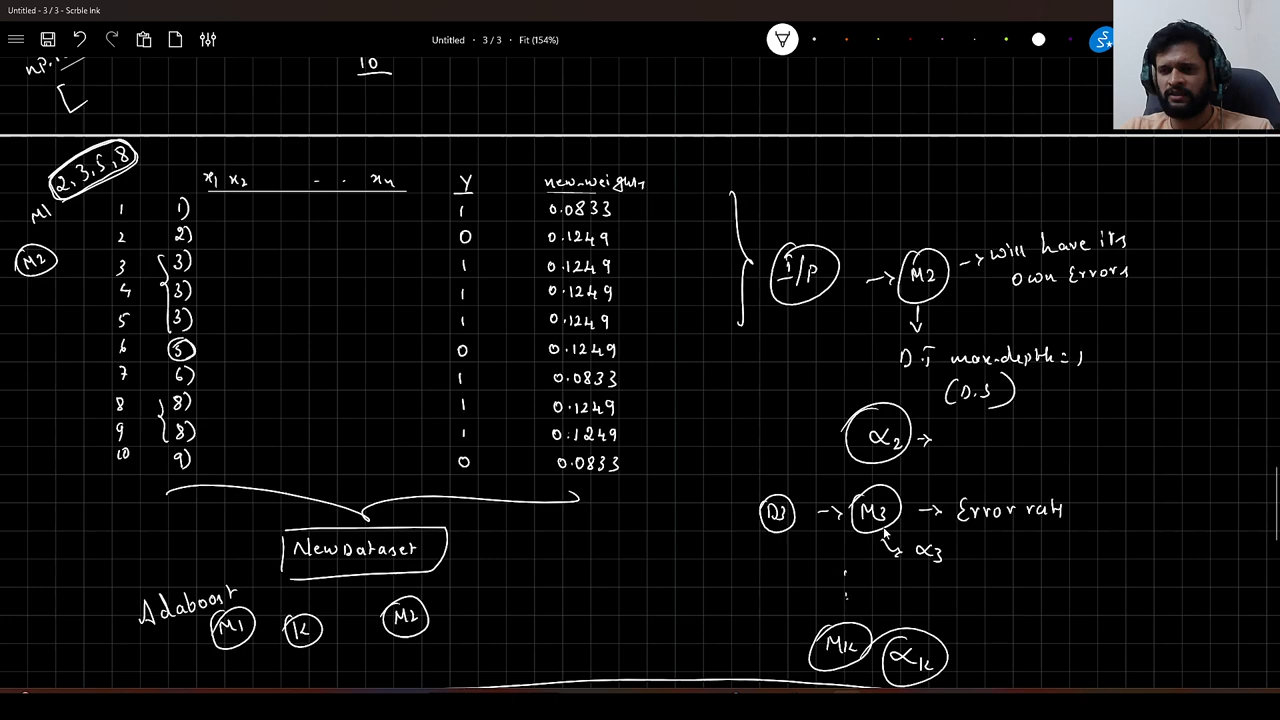 Untitled - 3 / 3 - Scrble Ink
Untitled • 3 / 3 • Fit (154%)
10
2, 3, 5, 8
x1 x2 - . . xn Y new-weights
M1
M2
1 1) 1 0.0833
2 2) 0 0.1249
3 3) 1 0.1249
4 3) 1 0.1249
5 3) 1 0.1249
6 5) 0 0.1249
7 6) 1 0.0833
8 8) 1 0.1249
9 8) 1 0.1249
10 9) 0 0.0833
New Dataset
Adaboost
M1 K M2
I/P -> M2 -> will have its
own Errors
D.T max-depth = 1
(D.S)
α2 ->
D3 -> M3 -> Error rate
α3
MK αK